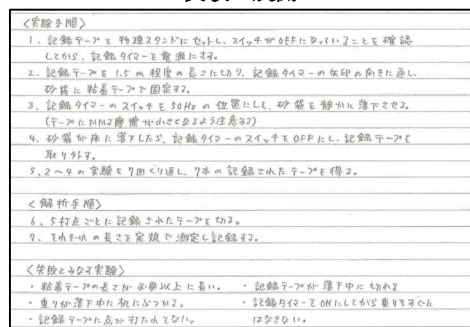 <実験手順>
1. 記録テープを物理スタンドにセットし、スイッチがOFFになっていることを確認
してから、記録タイマーを電源にさす。
2. 記録テープを1.5m程度の長さに切り、記録タイマーの矢印の向きに通し
砂袋に粘着テープで固定する。
3. 記録タイマーのスイッチを50Hzの位置にして、砂袋を静かに落下させる。
(テープにかかる摩擦が小さくなるよう注意する)
4. 砂袋が床に落下したら、記録タイマーのスイッチをOFFにし、記録テープを
取り外す。
5. 2~4の実験を7回くり返し、7本の記録されたテープを得る。
<解析手順>
6. 5打点ごとに記録されたテープを切る。
7. それぞれの長さを定規で測定し記録する。
<失敗とみなす実験>
・粘着テープの長さが必要以上に長い。 ・記録テープが落下中に切れる
・重りが落下中に机にぶつかる。 ・記録タイマーをONにしてから重りをすぐに
・記録テープに点が打たれてない。 はなさない。